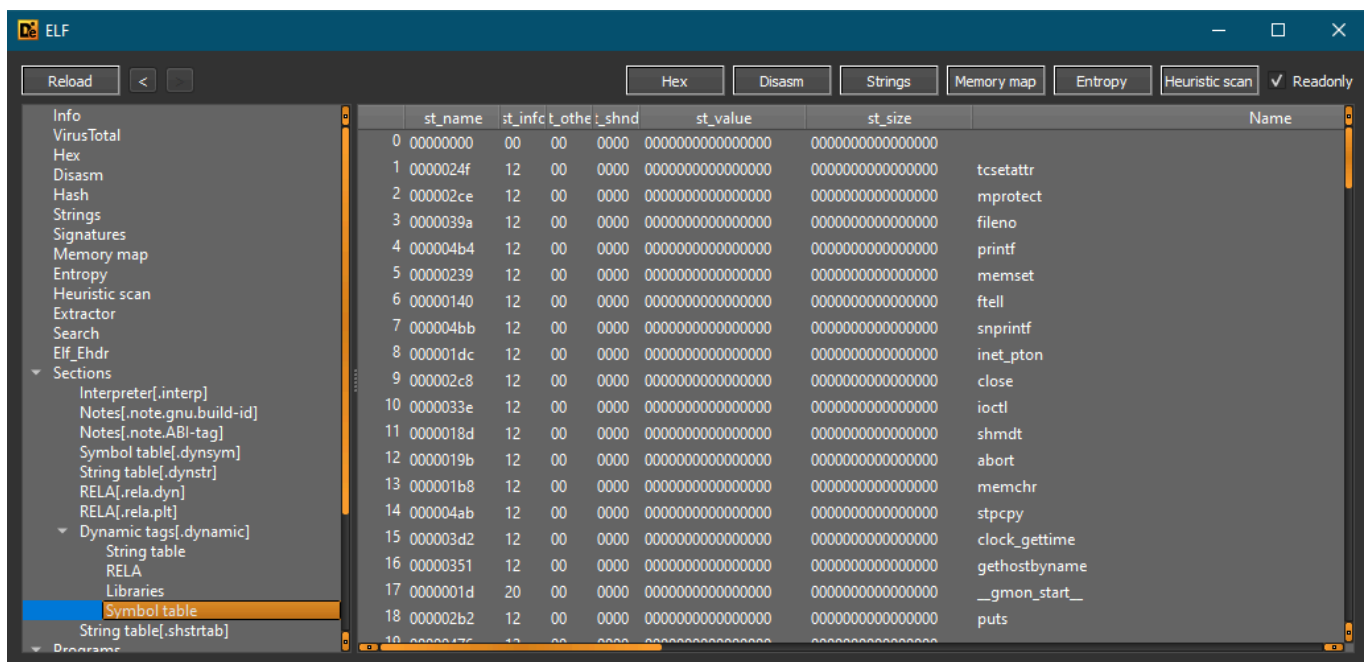 ELF
Reload < > Hex Disasm Strings Memory map Entropy Heuristic scan Readonly
Info
VirusTotal
Hex
Disasm
Hash
Strings
Signatures
Memory map
Entropy
Heuristic scan
Extractor
Search
Elf_Ehdr
Sections
Interpreter[.interp]
Notes[.note.gnu.build-id]
Notes[.note.ABI-tag]
Symbol table[.dynsym]
String table[.dynstr]
RELA[.rela.dyn]
RELA[.rela.plt]
Dynamic tags[.dynamic]
String table
RELA
Libraries
Symbol table
String table[.shstrtab]
Programs
st_name st_info t_othe t_shnd st_value st_size Name
0 00000000 00 00 0000 0000000000000000 0000000000000000
1 0000024f 12 00 0000 0000000000000000 0000000000000000 tcsetattr
2 000002ce 12 00 0000 0000000000000000 0000000000000000 mprotect
3 0000039a 12 00 0000 0000000000000000 0000000000000000 fileno
4 000004b4 12 00 0000 0000000000000000 0000000000000000 printf
5 00000239 12 00 0000 0000000000000000 0000000000000000 memset
6 00000140 12 00 0000 0000000000000000 0000000000000000 ftell
7 000004bb 12 00 0000 0000000000000000 0000000000000000 snprintf
8 000001dc 12 00 0000 0000000000000000 0000000000000000 inet_pton
9 000002c8 12 00 0000 0000000000000000 0000000000000000 close
10 0000033e 12 00 0000 0000000000000000 0000000000000000 ioctl
11 0000018d 12 00 0000 0000000000000000 0000000000000000 shmdt
12 0000019b 12 00 0000 0000000000000000 0000000000000000 abort
13 000001b8 12 00 0000 0000000000000000 0000000000000000 memchr
14 000004ab 12 00 0000 0000000000000000 0000000000000000 stpcpy
15 000003d2 12 00 0000 0000000000000000 0000000000000000 clock_gettime
16 00000351 12 00 0000 0000000000000000 0000000000000000 gethostbyname
17 0000001d 20 00 0000 0000000000000000 0000000000000000 __gmon_start__
18 000002b2 12 00 0000 0000000000000000 0000000000000000 puts